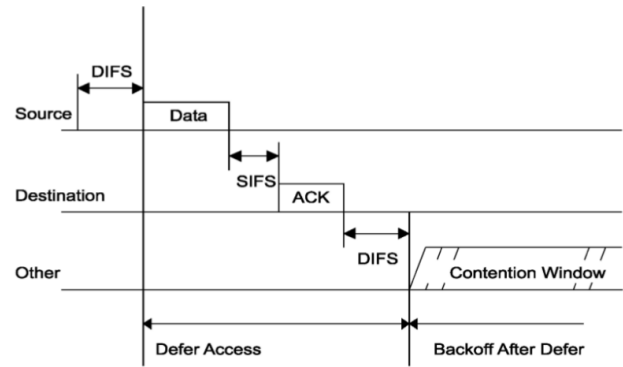 DIFS
Source
Data
SIFS
Destination
ACK
DIFS
Other
Contention Window
Defer Access
Backoff After Defer